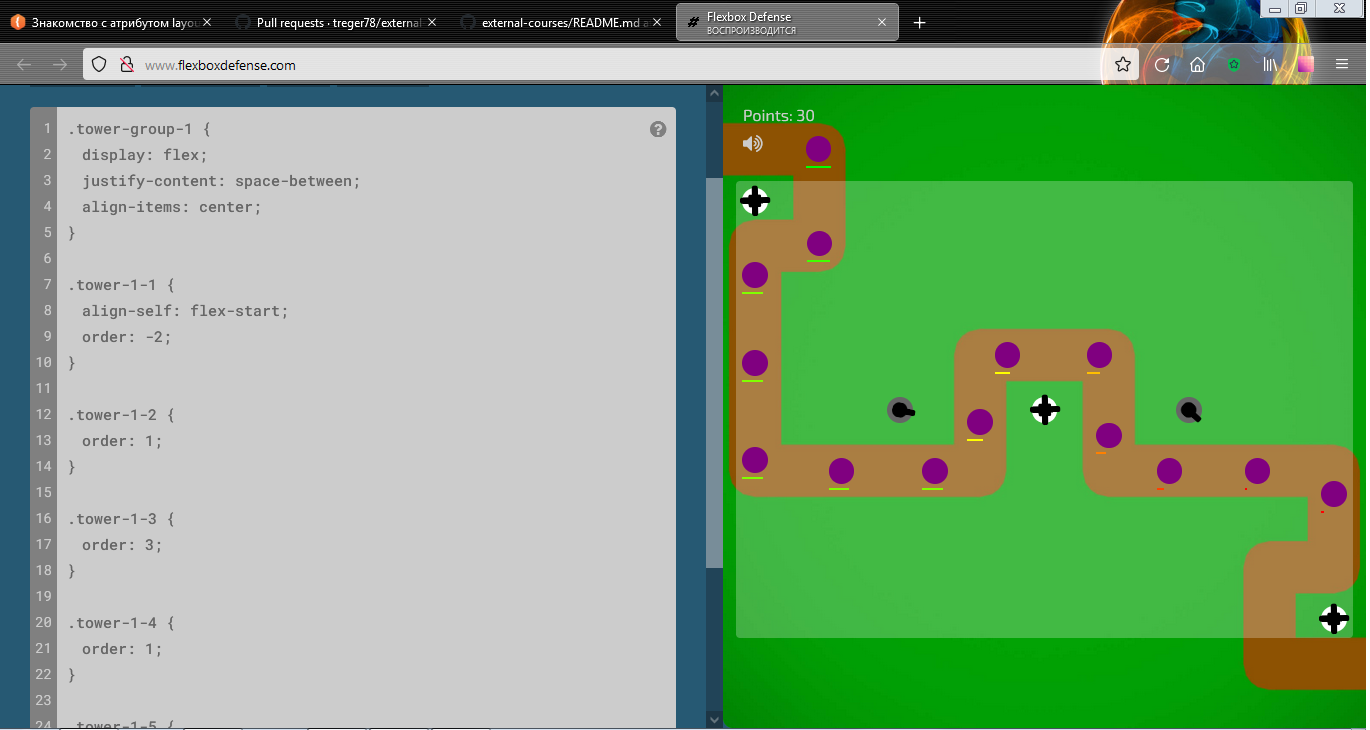 Знакомство с атрибутом layou
Pull requests · treger78/external
external-courses/README.md a
Flexbox Defense
ВОСПРОИЗВОДИТСЯ
www.flexboxdefense.com
Points: 30
1 .tower-group-1 {
2 display: flex;
3 justify-content: space-between;
4 align-items: center;
5 }
6
7 .tower-1-1 {
8 align-self: flex-start;
9 order: -2;
10 }
11
12 .tower-1-2 {
13 order: 1;
14 }
15
16 .tower-1-3 {
17 order: 3;
18 }
19
20 .tower-1-4 {
21 order: 1;
22 }
23
24 .tower-1-5 {